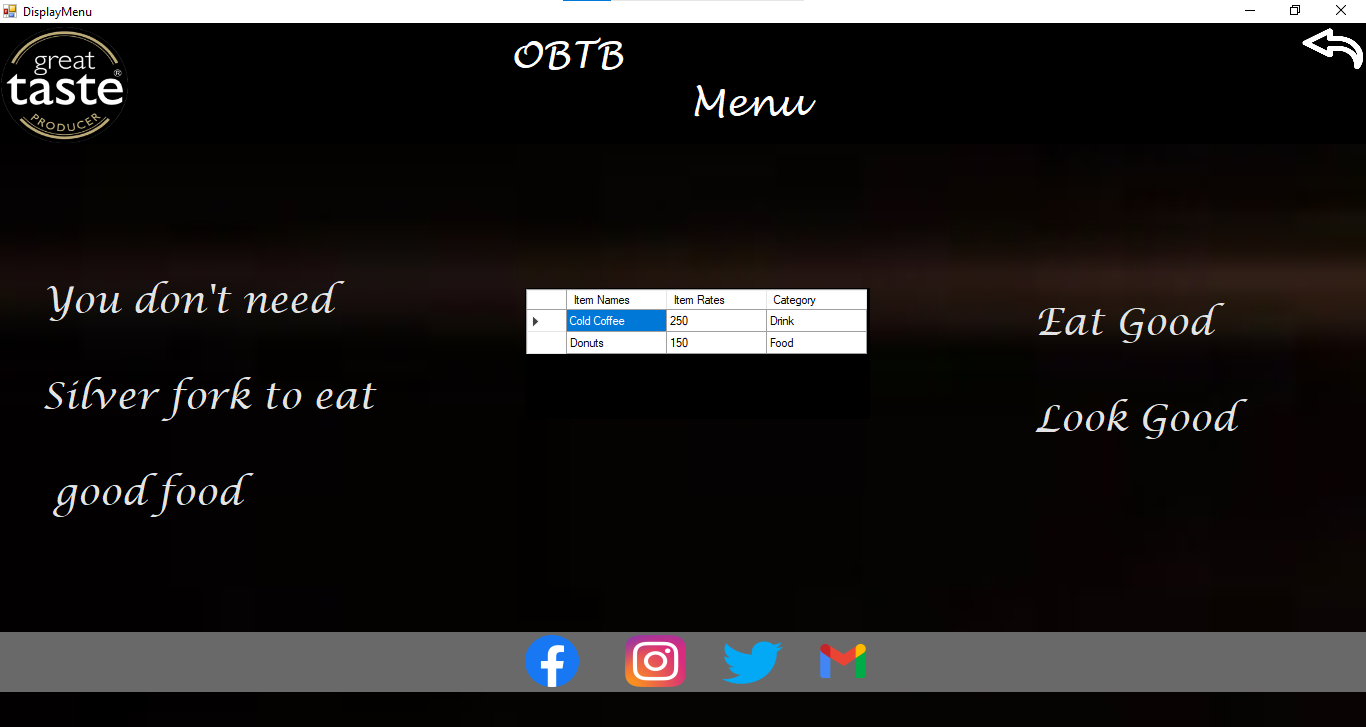 DisplayMenu
great
taste®
PRODUCER
OBTB
Menu
You don't need
Silver fork to eat
good food
Item Names Item Rates Category
Cold Coffee 250 Drink
Donuts 150 Food
Eat Good
Look Good